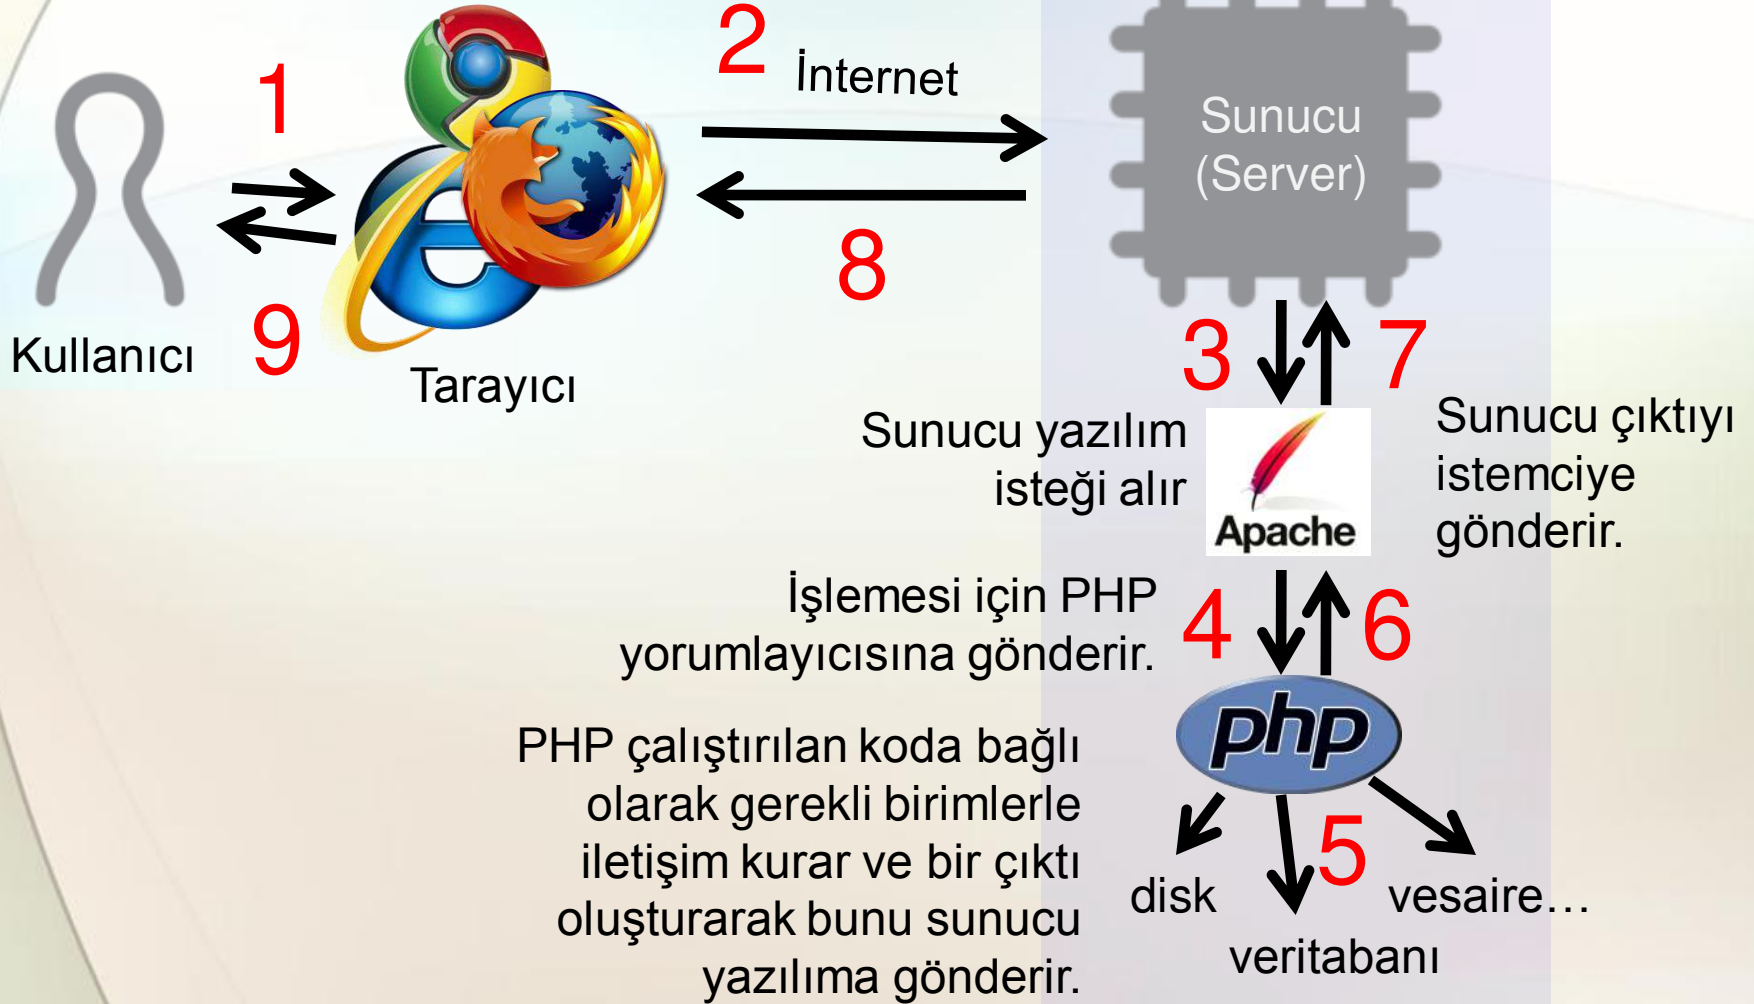 1
2
İnternet
Sunucu
(Server)
8
9
Kullanıcı
Tarayıcı
3
7
Sunucu yazılım
isteği alır
Apache
Sunucu çıktıyı
istemciye
gönderir.
İşlemesi için PHP
yorumlayıcısına gönderir.
4
6
php
PHP çalıştırılan koda bağlı
olarak gerekli birimlerle
iletişim kurar ve bir çıktı
oluşturarak bunu sunucu
yazılıma gönderir.
5
disk
vesaire…
veritabanı